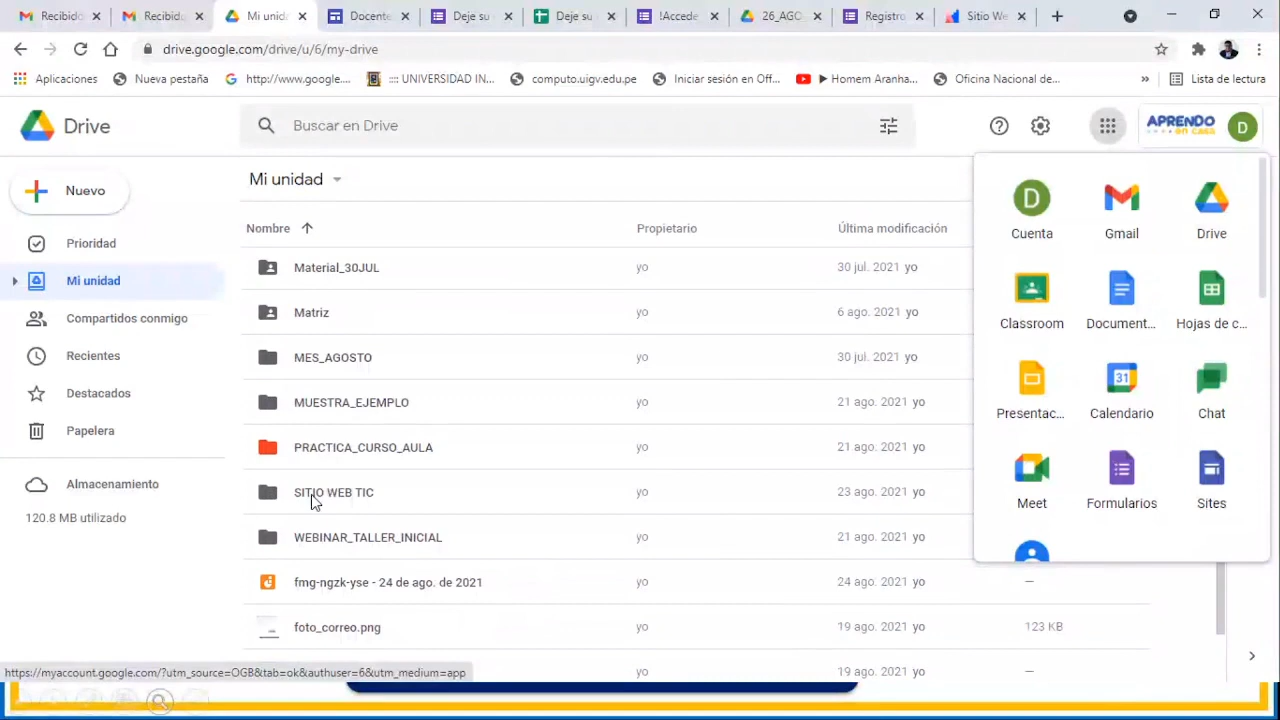 Recibido
Recibido
Mi unida
Docente
Deje su
Deje su
!Accede
26_AGO
Registro
Sitio We
drive.google.com/drive/u/6/my-drive
Aplicaciones
Nueva pestaña
http://www.google....
:::: UNIVERSIDAD IN...
computo.uigv.edu.pe
Iniciar sesión en Off...
► Homem Aranha...
Oficina Nacional de...
»
Lista de lectura
Drive
Buscar en Drive
APRENDO
en casa
D
Nuevo
Prioridad
Mi unidad
Compartidos conmigo
Recientes
Destacados
Papelera
Almacenamiento
120.8 MB utilizado
Mi unidad
Nombre ↑ Propietario Última modificación
Material_30JUL yo 30 jul. 2021 yo
Matriz yo 6 ago. 2021 yo
MES_AGOSTO yo 30 jul. 2021 yo
MUESTRA_EJEMPLO yo 21 ago. 2021 yo
PRACTICA_CURSO_AULA yo 21 ago. 2021 yo
SITIO WEB TIC yo 23 ago. 2021 yo
WEBINAR_TALLER_INICIAL yo 21 ago. 2021 yo
fmg-ngzk-yse - 24 de ago. de 2021 yo 24 ago. 2021 yo —
foto_correo.png yo 19 ago. 2021 yo 123 KB
yo 19 ago. 2021 yo —
D
Cuenta
Gmail
Drive
Classroom
Document...
Hojas de c...
Presentac...
31
Calendario
Chat
Meet
Formularios
Sites
https://myaccount.google.com/?utm_source=OGB&tab=ok&authuser=6&utm_medium=app